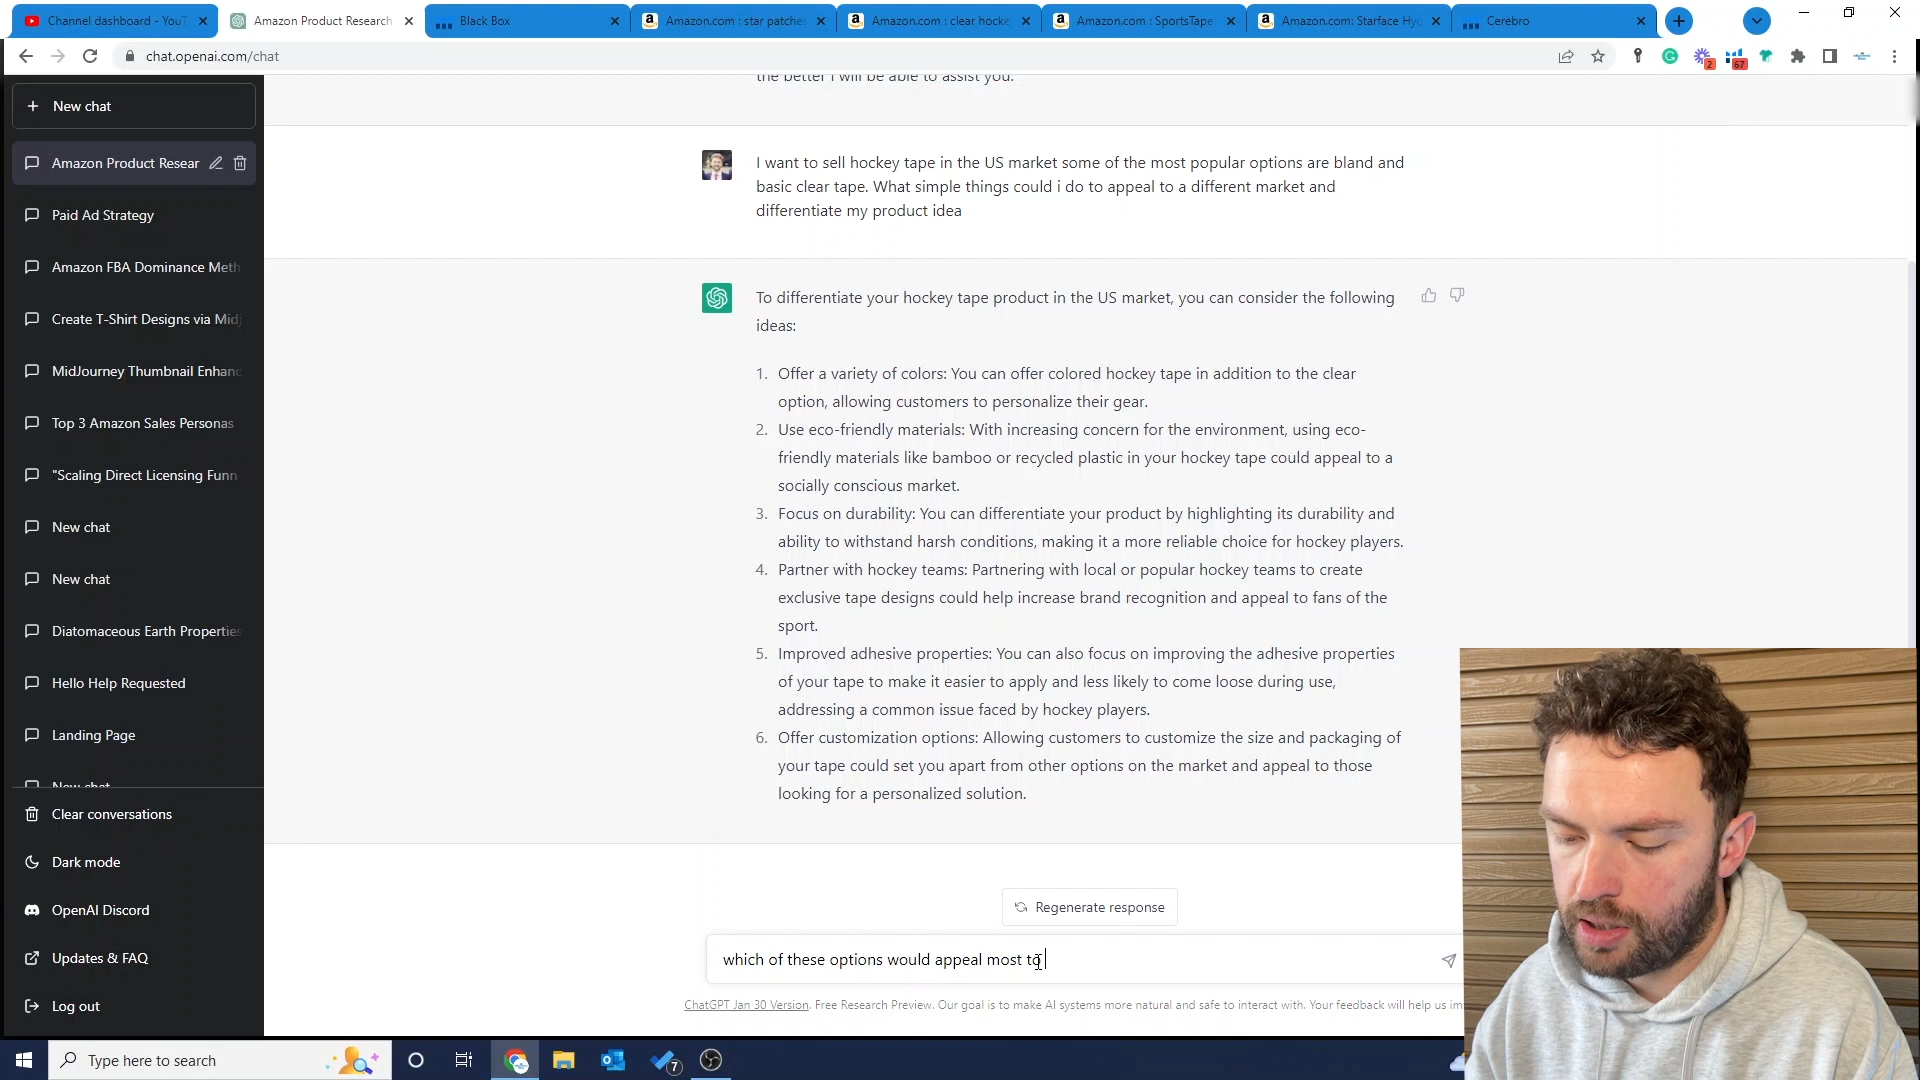 Channel dashboard - YouT
Amazon Product Research
Black Box
Amazon.com : star patches
Amazon.com : clear hocke
Amazon.com : SportsTape
Amazon.com: Starface Hy
Cerebro
chat.openai.com/chat
2
67
the better I will be able to assist you.
New chat
Amazon Product Resear
Paid Ad Strategy
Amazon FBA Dominance Meth
Create T-Shirt Designs via Midj
MidJourney Thumbnail Enhanc
Top 3 Amazon Sales Personas
"Scaling Direct Licensing Funn
New chat
New chat
Diatomaceous Earth Properties
Hello Help Requested
Landing Page
New chat
Clear conversations
Dark mode
OpenAI Discord
Updates & FAQ
Log out
I want to sell hockey tape in the US market some of the most popular options are bland and
basic clear tape. What simple things could i do to appeal to a different market and
differentiate my product idea
To differentiate your hockey tape product in the US market, you can consider the following
ideas:
1. Offer a variety of colors: You can offer colored hockey tape in addition to the clear
option, allowing customers to personalize their gear.
2. Use eco-friendly materials: With increasing concern for the environment, using eco-
friendly materials like bamboo or recycled plastic in your hockey tape could appeal to a
socially conscious market.
3. Focus on durability: You can differentiate your product by highlighting its durability and
ability to withstand harsh conditions, making it a more reliable choice for hockey players.
4. Partner with hockey teams: Partnering with local or popular hockey teams to create
exclusive tape designs could help increase brand recognition and appeal to fans of the
sport.
5. Improved adhesive properties: You can also focus on improving the adhesive properties
of your tape to make it easier to apply and less likely to come loose during use,
addressing a common issue faced by hockey players.
6. Offer customization options: Allowing customers to customize the size and packaging of
your tape could set you apart from other options on the market and appeal to those
looking for a personalized solution.
Regenerate response
which of these options would appeal most to
ChatGPT Jan 30 Version. Free Research Preview. Our goal is to make AI systems more natural and safe to interact with. Your feedback will help us im
Type here to search
7